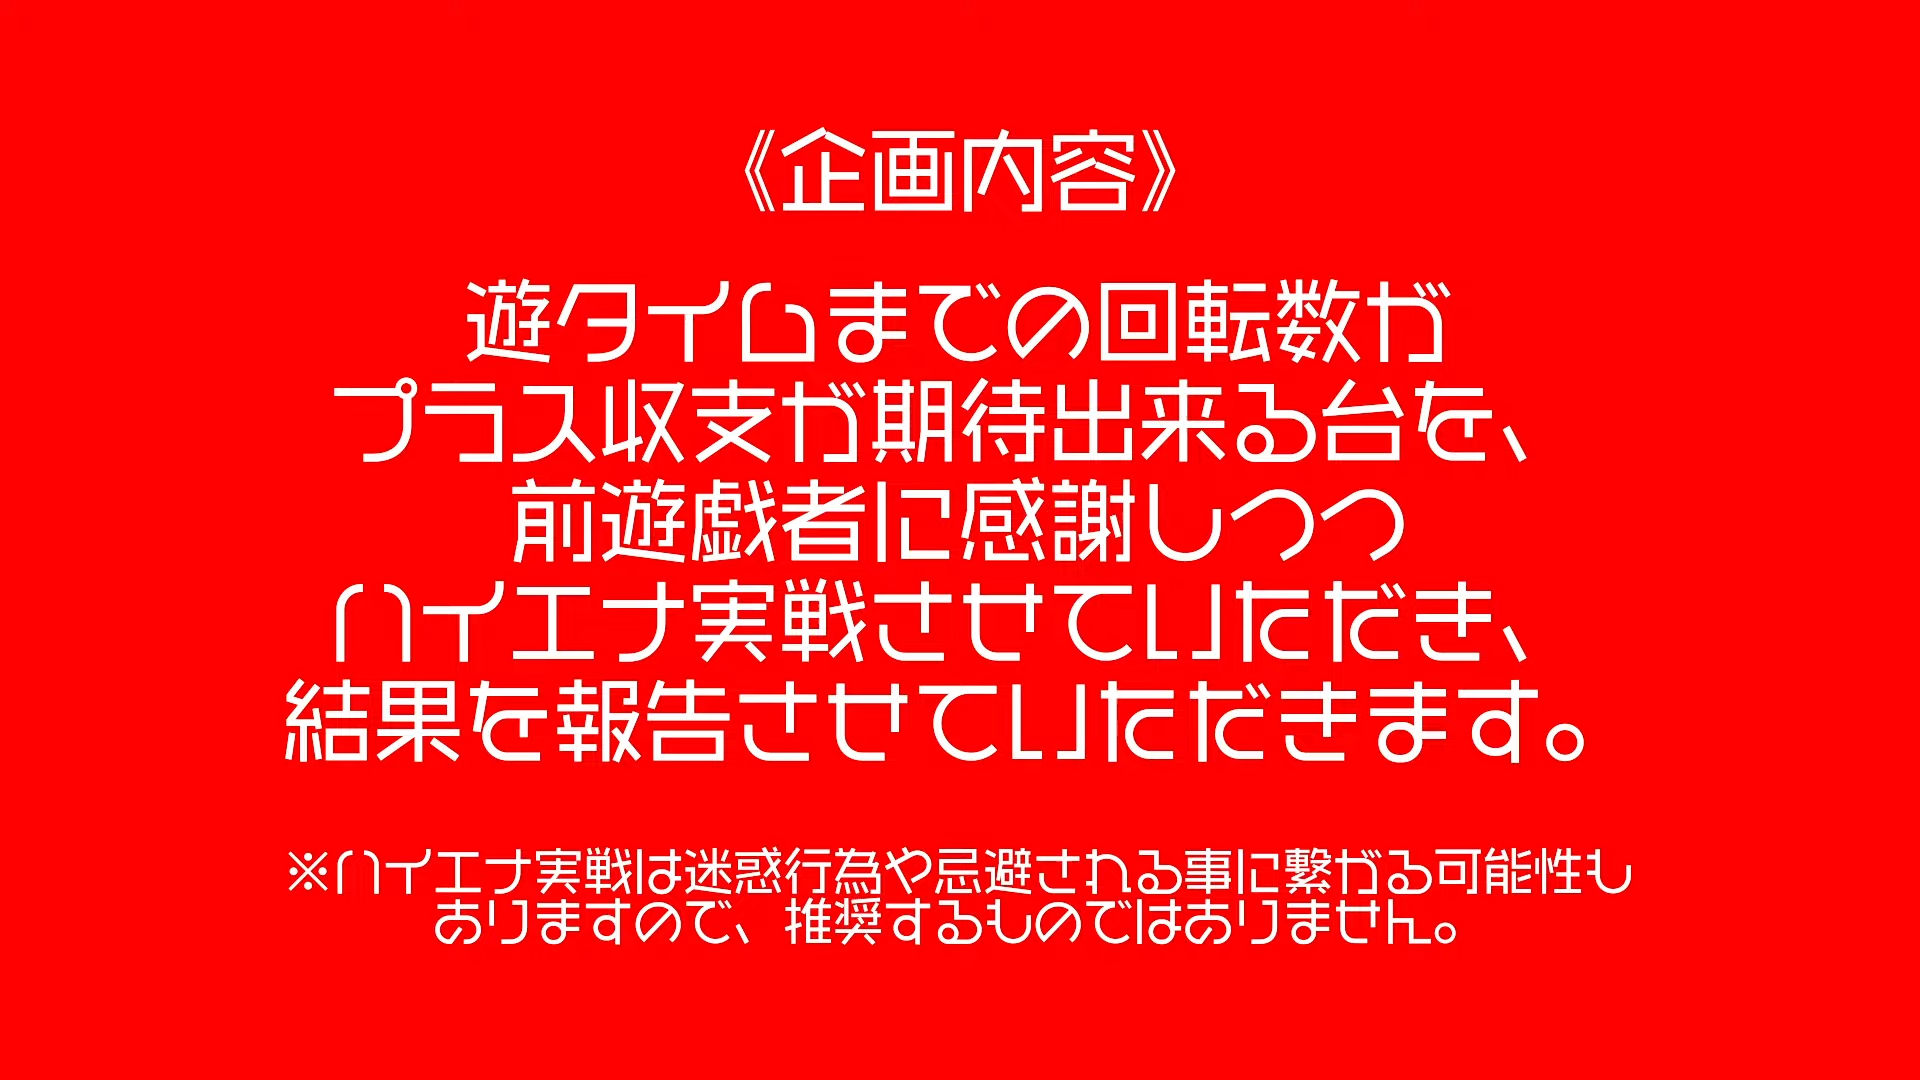 《企画内容》
遊タイムまでの回転数が
プラス収支が期待出来る台を、
前遊戯者に感謝しつつ
ハイエナ実戦させていただき、
結果を報告させていただきます。
※ハイエナ実戦は迷惑行為や忌避される事に繋がる可能性も
おりますので、推奨するものではおりません。